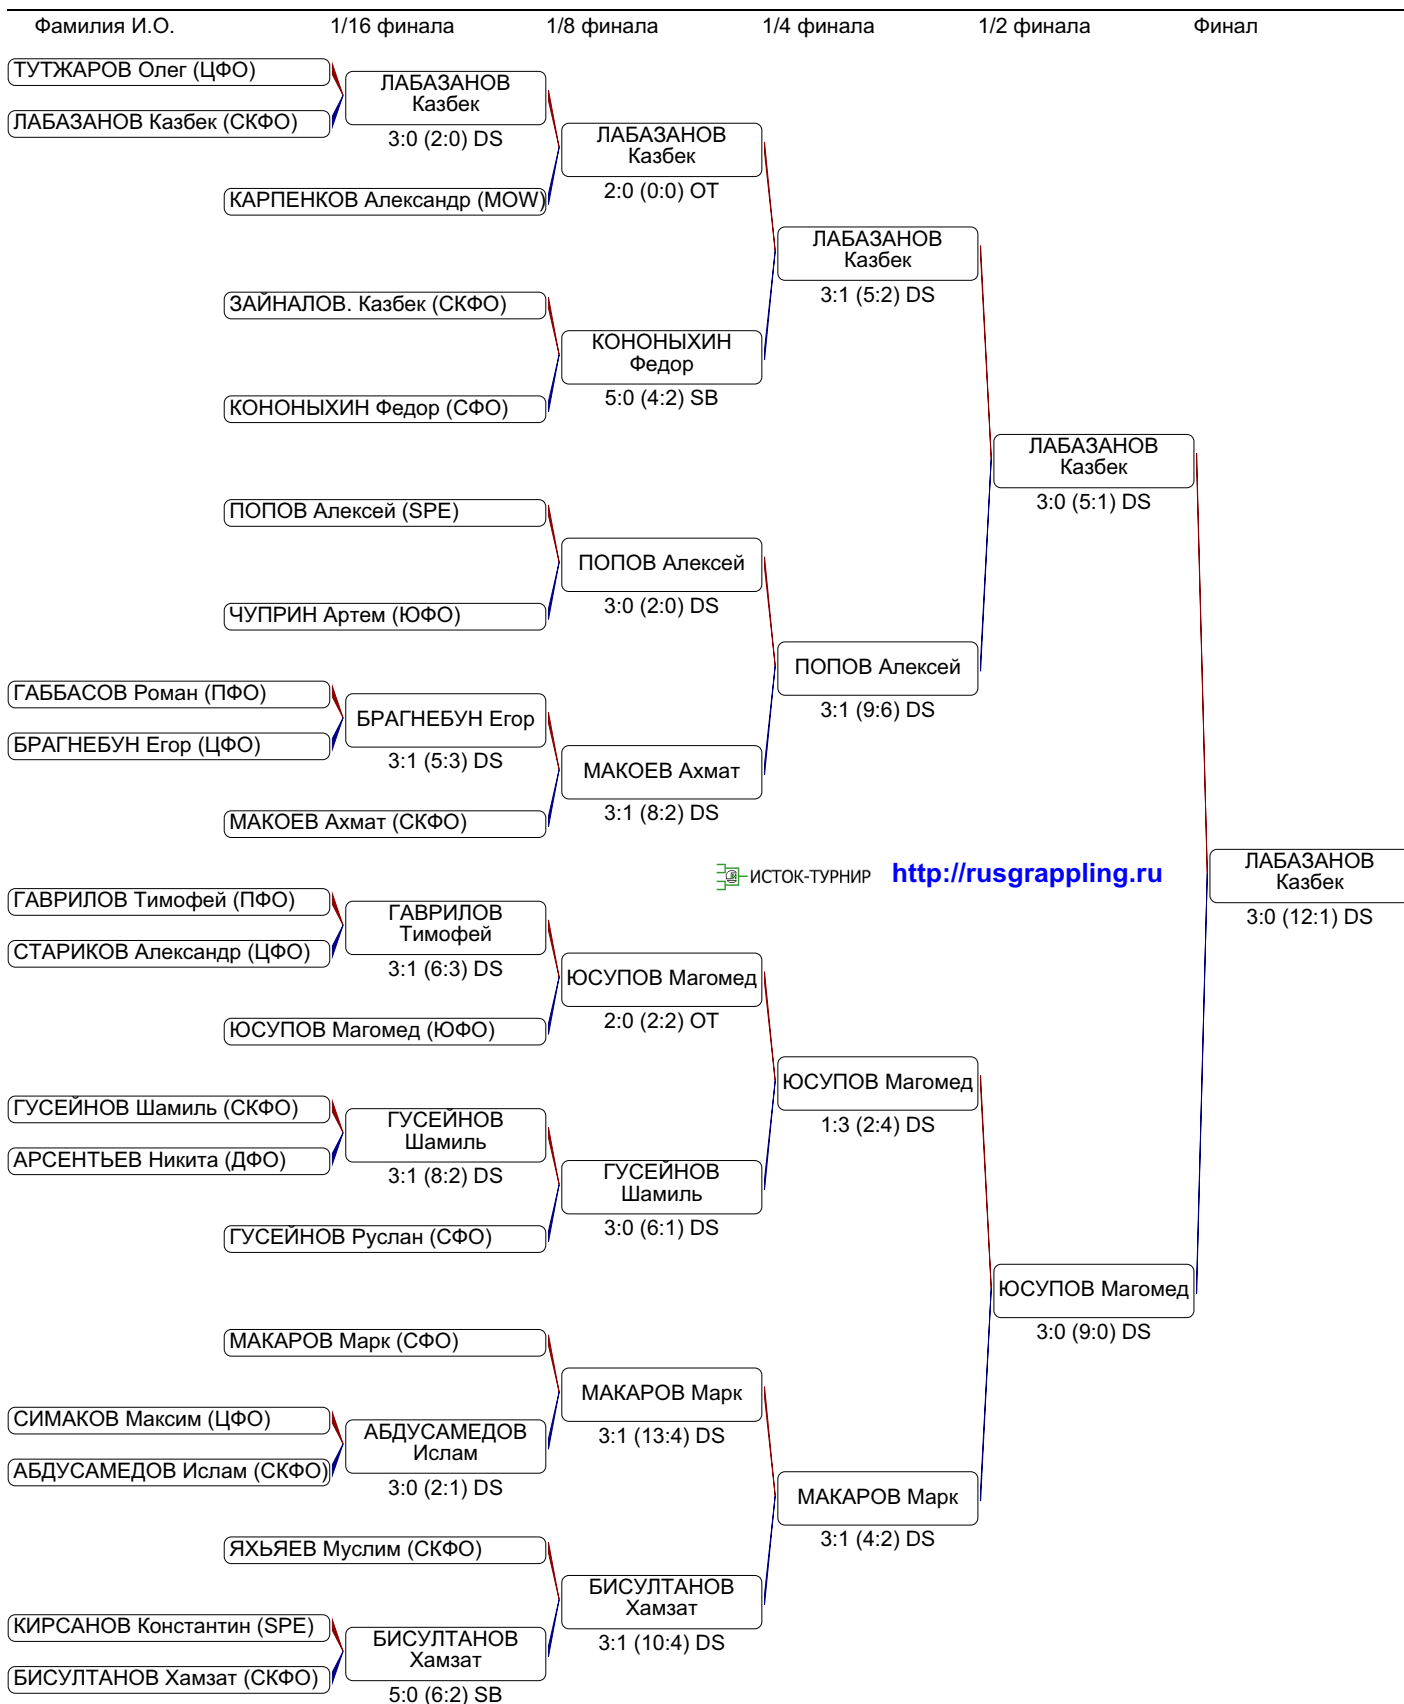 Фамилия И.О.
1/16 финала
1/8 финала
1/4 финала
1/2 финала
Финал
ТУТЖАРОВ Олег (ЦФО)
ЛАБАЗАНОВ Казбек (СКФО)
ЛАБАЗАНОВ
Казбек
3:0 (2:0) DS
КАРПЕНКОВ Александр (MOW)
ЛАБАЗАНОВ
Казбек
2:0 (0:0) OT
ЗАЙНАЛОВ. Казбек (СКФО)
КОНОНЫХИН Федор (СФО)
КОНОНЫХИН
Федор
5:0 (4:2) SB
ЛАБАЗАНОВ
Казбек
3:1 (5:2) DS
ПОПОВ Алексей (SPE)
ЧУПРИН Артем (ЮФО)
ПОПОВ Алексей
3:0 (2:0) DS
ГАББАСОВ Роман (ПФО)
БРАГНЕБУН Егор (ЦФО)
БРАГНЕБУН Егор
3:1 (5:3) DS
МАКОЕВ Ахмат (СКФО)
МАКОЕВ Ахмат
3:1 (8:2) DS
ПОПОВ Алексей
3:1 (9:6) DS
ЛАБАЗАНОВ
Казбек
3:0 (5:1) DS
ИСТОК-ТУРНИР
http://rusgrappling.ru
ЛАБАЗАНОВ
Казбек
3:0 (12:1) DS
ГАВРИЛОВ Тимофей (ПФО)
СТАРИКОВ Александр (ЦФО)
ГАВРИЛОВ
Тимофей
3:1 (6:3) DS
ЮСУПОВ Магомед (ЮФО)
ЮСУПОВ Магомед
2:0 (2:2) OT
ГУСЕЙНОВ Шамиль (СКФО)
АРСЕНТЬЕВ Никита (ДФО)
ГУСЕЙНОВ
Шамиль
3:1 (8:2) DS
ГУСЕЙНОВ Руслан (СФО)
ГУСЕЙНОВ
Шамиль
3:0 (6:1) DS
ЮСУПОВ Магомед
1:3 (2:4) DS
ЮСУПОВ Магомед
3:0 (9:0) DS
МАКАРОВ Марк (СФО)
СИМАКОВ Максим (ЦФО)
АБДУСАМЕДОВ Ислам (СКФО)
АБДУСАМЕДОВ
Ислам
3:0 (2:1) DS
МАКАРОВ Марк
3:1 (13:4) DS
МАКАРОВ Марк
3:1 (4:2) DS
ЯХЬЯЕВ Муслим (СКФО)
КИРСАНОВ Константин (SPE)
БИСУЛТАНОВ Хамзат (СКФО)
БИСУЛТАНОВ
Хамзат
5:0 (6:2) SB
БИСУЛТАНОВ
Хамзат
3:1 (10:4) DS